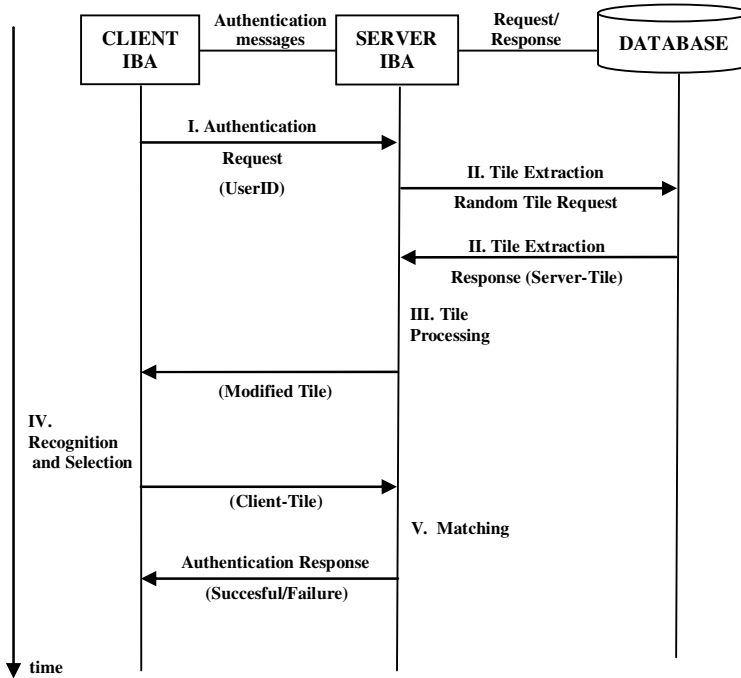 CLIENT
IBA
Authentication
messages
SERVER
IBA
Request/
Response
DATABASE
I. Authentication
Request
(UserID)
II. Tile Extraction
Random Tile Request
II. Tile Extraction
Response (Server-Tile)
III. Tile
Processing
(Modified Tile)
IV.
Recognition
and Selection
(Client-Tile)
V. Matching
Authentication Response
(Succesful/Failure)
time